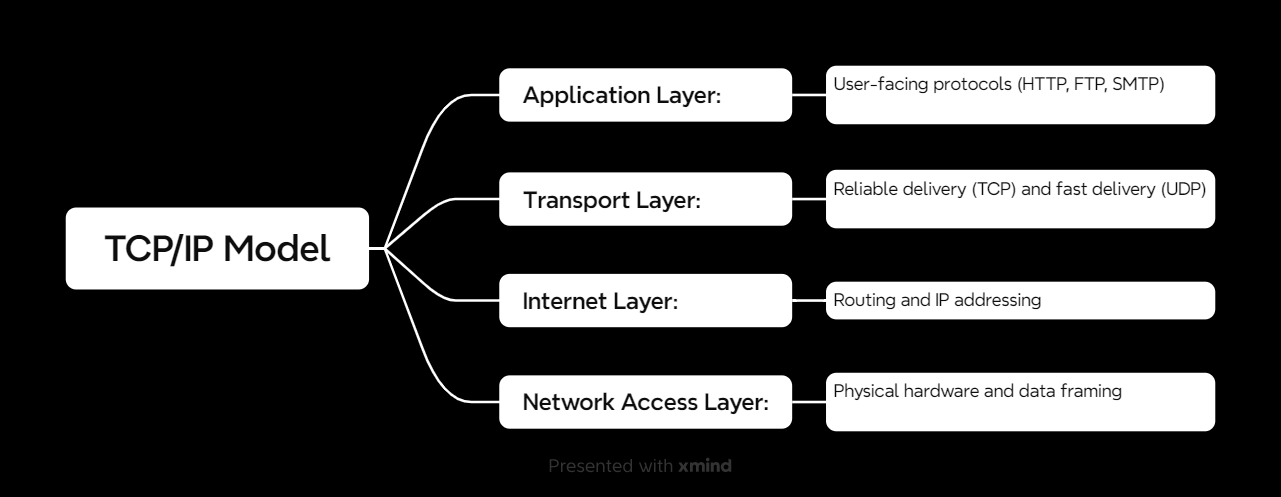 TCP/IP Model
Application Layer:
User-facing protocols (HTTP, FTP, SMTP)
Transport Layer:
Reliable delivery (TCP) and fast delivery (UDP)
Internet Layer:
Routing and IP addressing
Network Access Layer:
Physical hardware and data framing
Presented with xmind